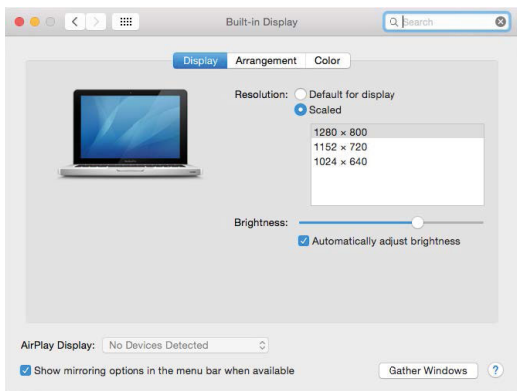 Built-in Display
Search
Display Arrangement Color
Resolution: Default for display
Scaled
1280 × 800
1152 × 720
1024 × 640
Brightness:
Automatically adjust brightness
AirPlay Display: No Devices Detected
Show mirroring options in the menu bar when available
Gather Windows ?